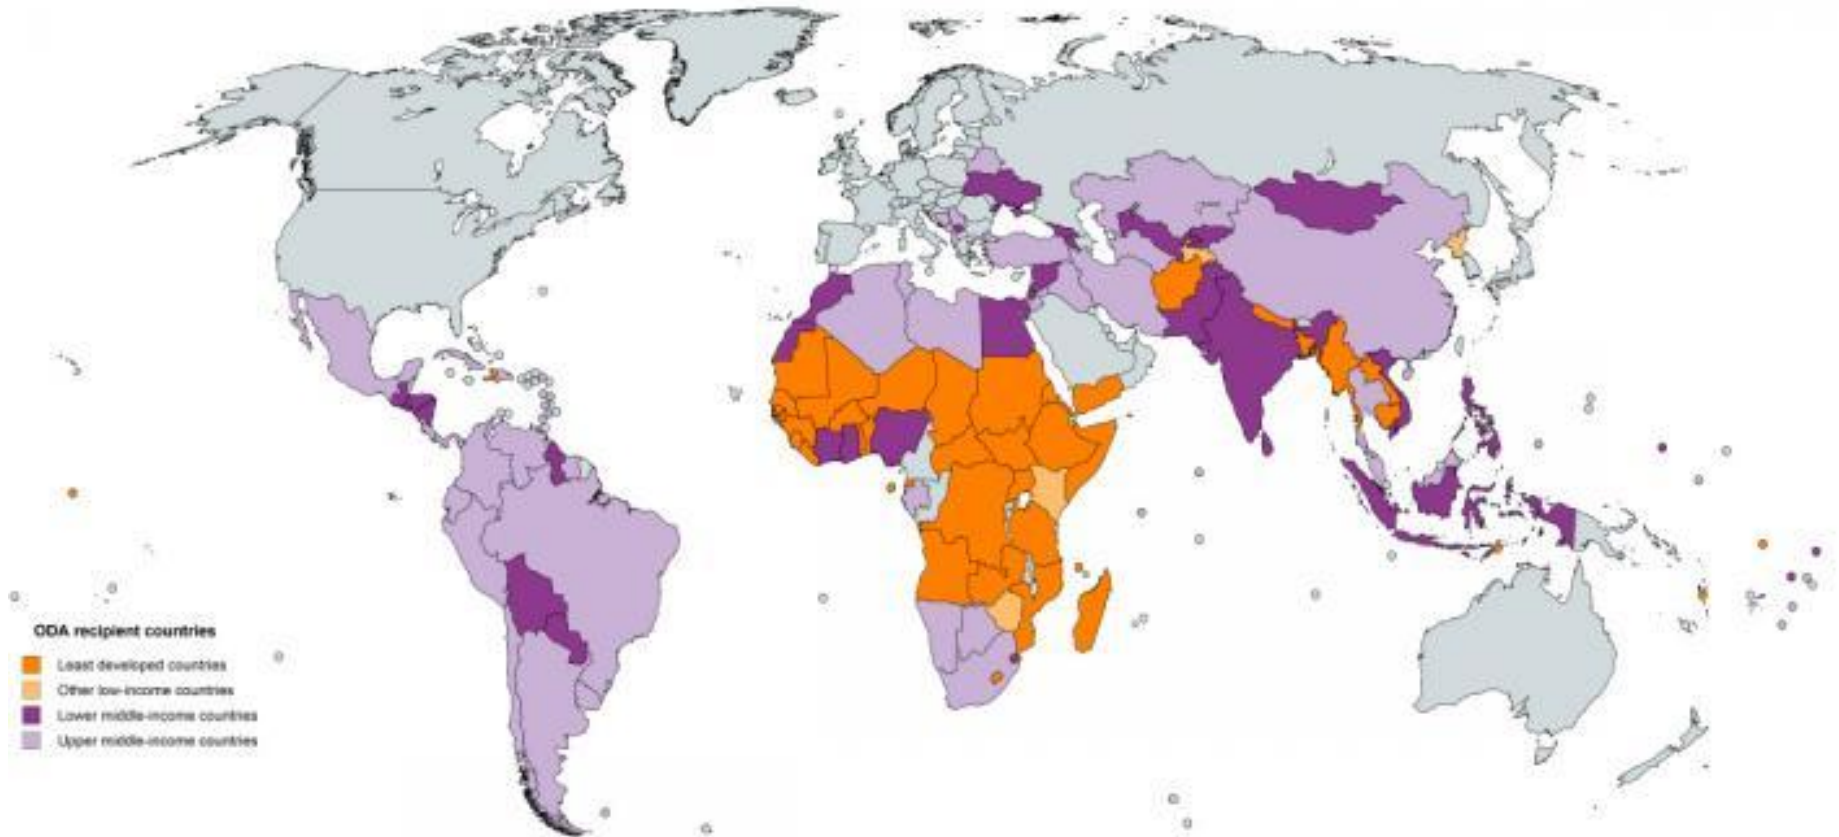 ODA recipient countries
Least developed countries
Other low-income countries
Lower middle-income countries
Upper middle-income countries